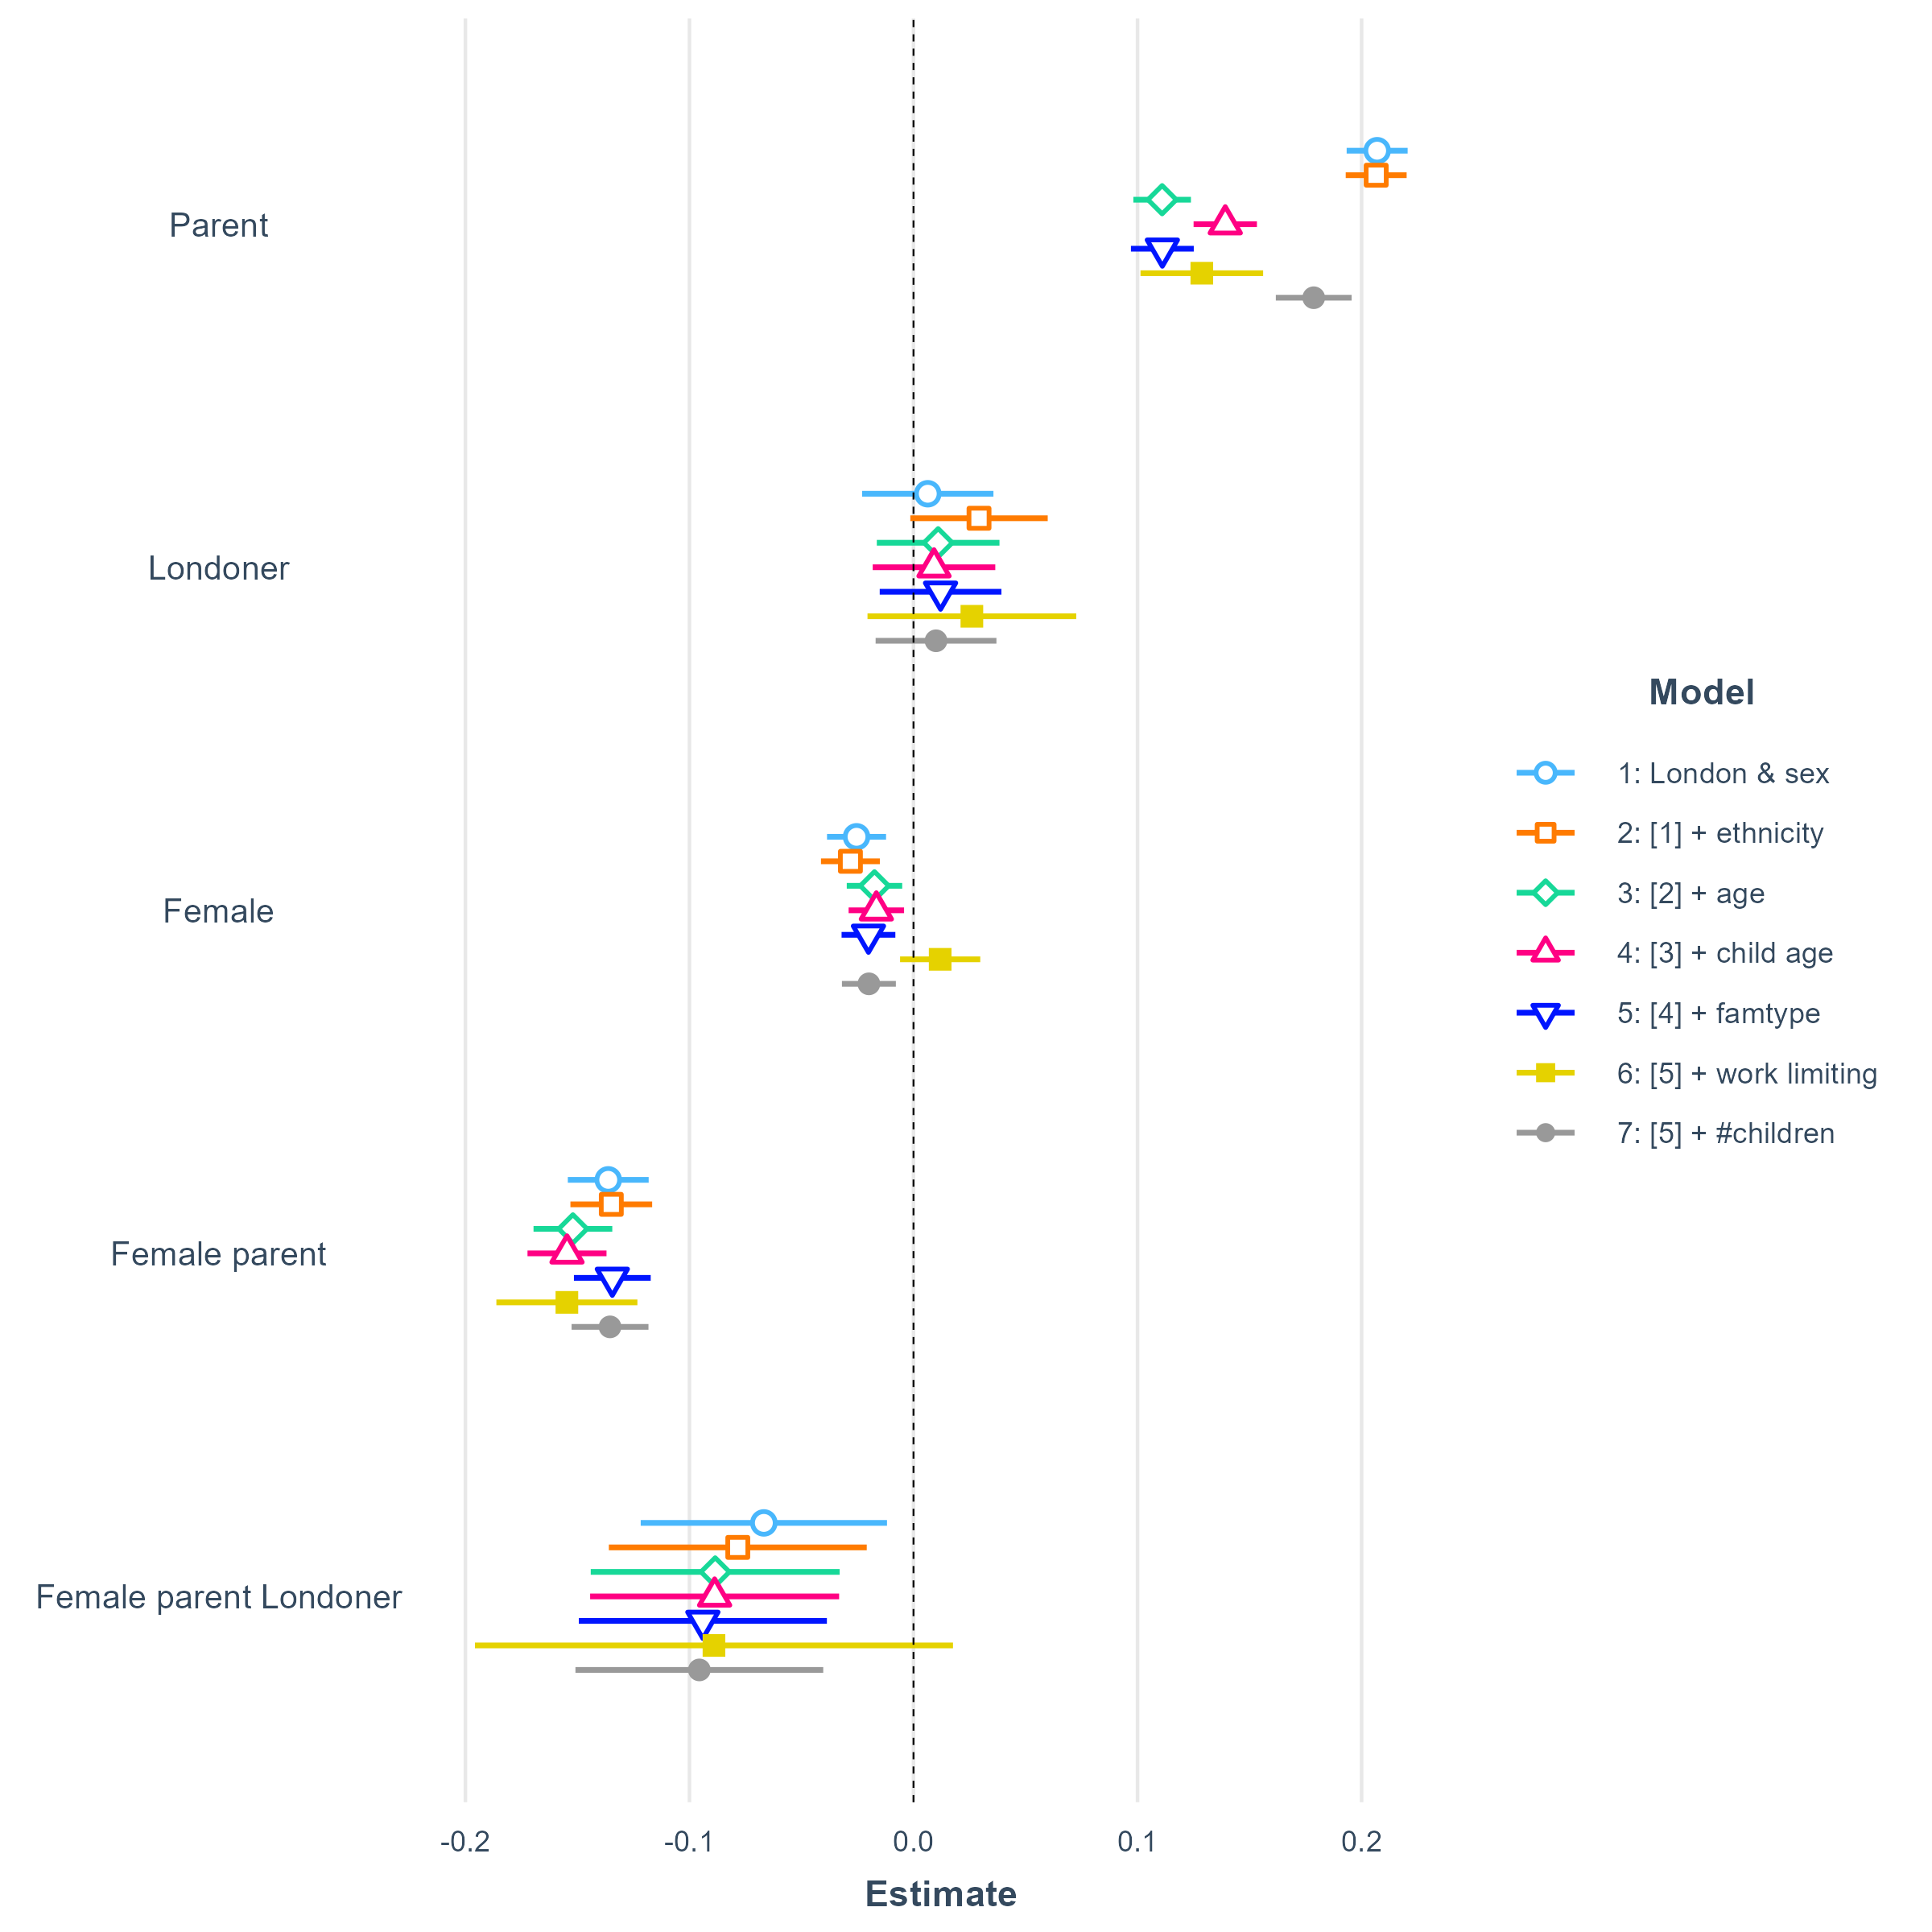 Parent
Londoner
Female
Female parent
Female parent Londoner
-0.2
-0.1
0.0
0.1
0.2
Estimate
Model
1: London & sex
2: [1] + ethnicity
3: [2] + age
4: [3] + child age
5: [4] + famtype
6: [5] + work limiting
7: [5] + #children